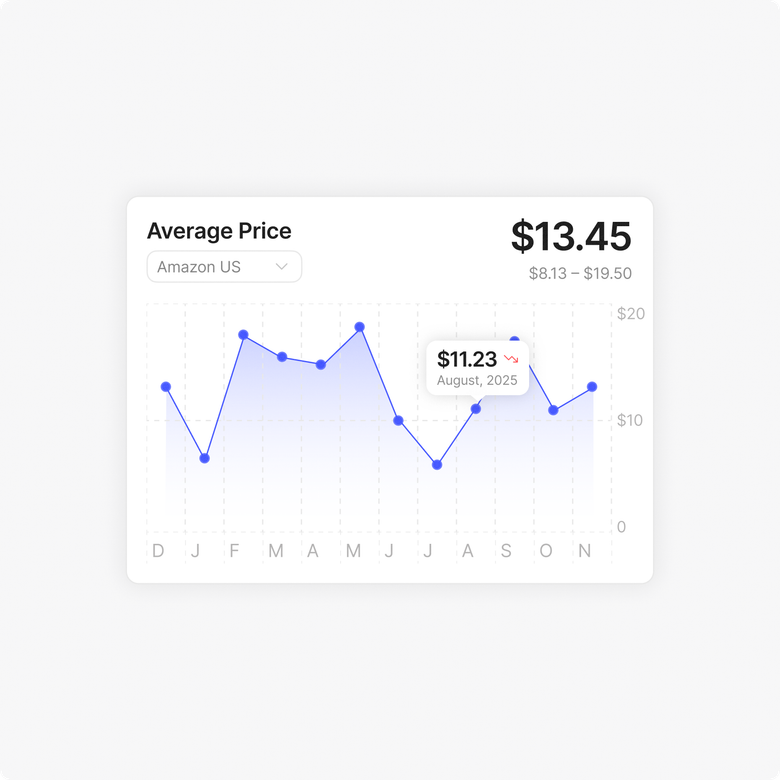 Average Price
$13.45
Amazon US
$8.13 – $19.50
$20
$11.23
August, 2025
$10
0
D J F M A M J J A S O N